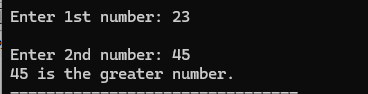 Enter 1st number: 23
Enter 2nd number: 45
45 is the greater number.
--------------------------------